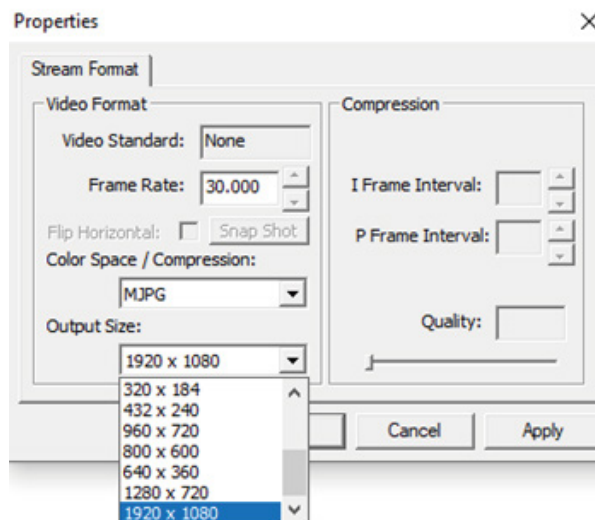 Properties
Stream Format
Video Format
Video Standard: None
Frame Rate: 30.000
Flip Horizontal: Snap Shot
Color Space / Compression:
MJPG
Output Size:
1920 x 1080
320 x 184
432 x 240
960 x 720
800 x 600
640 x 360
1280 x 720
1920 x 1080
Compression
I Frame Interval:
P Frame Interval:
Quality:
Cancel Apply